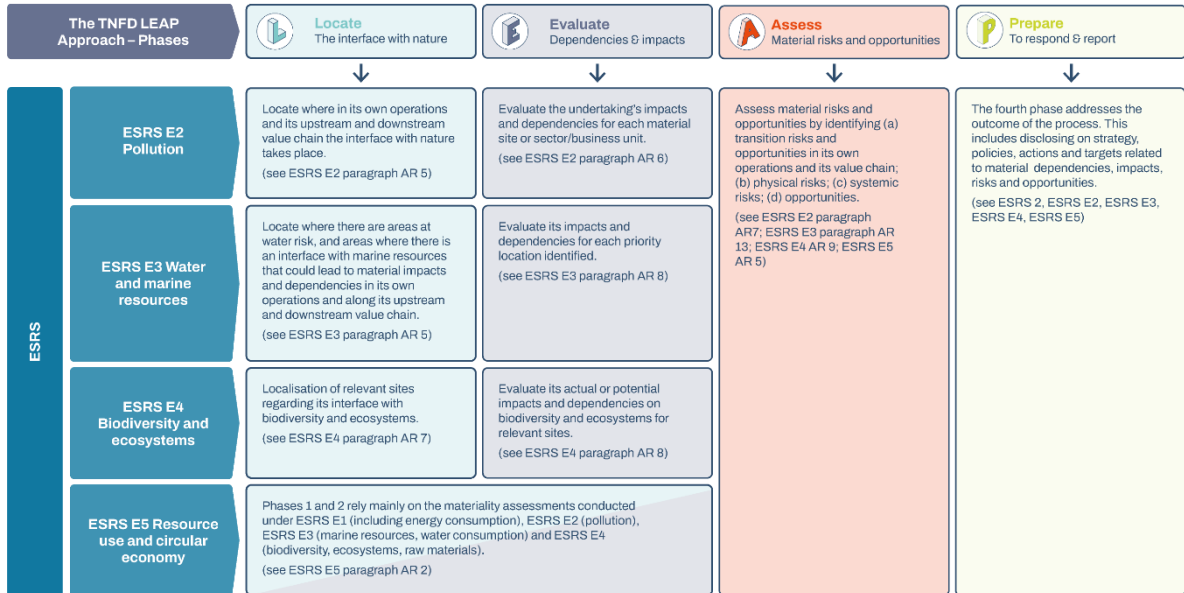 The TNFD LEAP
Approach – Phases
L
Locate
The interface with nature
E
Evaluate
Dependencies & impacts
A
Assess
Material risks and opportunities
P
Prepare
To respond & report
ESRS
ESRS E2
Pollution
Locate where in its own operations
and its upstream and downstream
value chain the interface with nature
takes place.
(see ESRS E2 paragraph AR 5)
Evaluate the undertaking's impacts
and dependencies for each material
site or sector/business unit.
(see ESRS E2 paragraph AR 6)
Assess material risks and
opportunities by identifying (a)
transition risks and
opportunities in its own
operations and its value chain;
(b) physical risks; (c) systemic
risks; (d) opportunities.
(see ESRS E2 paragraph
AR7; ESRS E3 paragraph AR
13; ESRS E4 AR 9; ESRS E5
AR 5)
The fourth phase addresses the
outcome of the process. This
includes disclosing on strategy,
policies, actions and targets related
to material dependencies, impacts,
risks and opportunities.
(see ESRS 2, ESRS E2, ESRS E3,
ESRS E4, ESRS E5)
ESRS E3 Water
and marine
resources
Locate where there are areas at
water risk, and areas where there is
an interface with marine resources
that could lead to material impacts
and dependencies in its own
operations and along its upstream
and downstream value chain.
(see ESRS E3 paragraph AR 5)
Evaluate its impacts and
dependencies for each priority
location identified.
(see ESRS E3 paragraph AR 8)
ESRS E4
Biodiversity and
ecosystems
Localisation of relevant sites
regarding its interface with
biodiversity and ecosystems.
(see ESRS E4 paragraph AR 7)
Evaluate its actual or potential
impacts and dependencies on
biodiversity and ecosystems for
relevant sites.
(see ESRS E4 paragraph AR 8)
ESRS E5 Resource
use and circular
economy
Phases 1 and 2 rely mainly on the materiality assessments conducted
under ESRS E1 (including energy consumption), ESRS E2 (pollution),
ESRS E3 (marine resources, water consumption) and ESRS E4
(biodiversity, ecosystems, raw materials).
(see ESRS E5 paragraph AR 2)